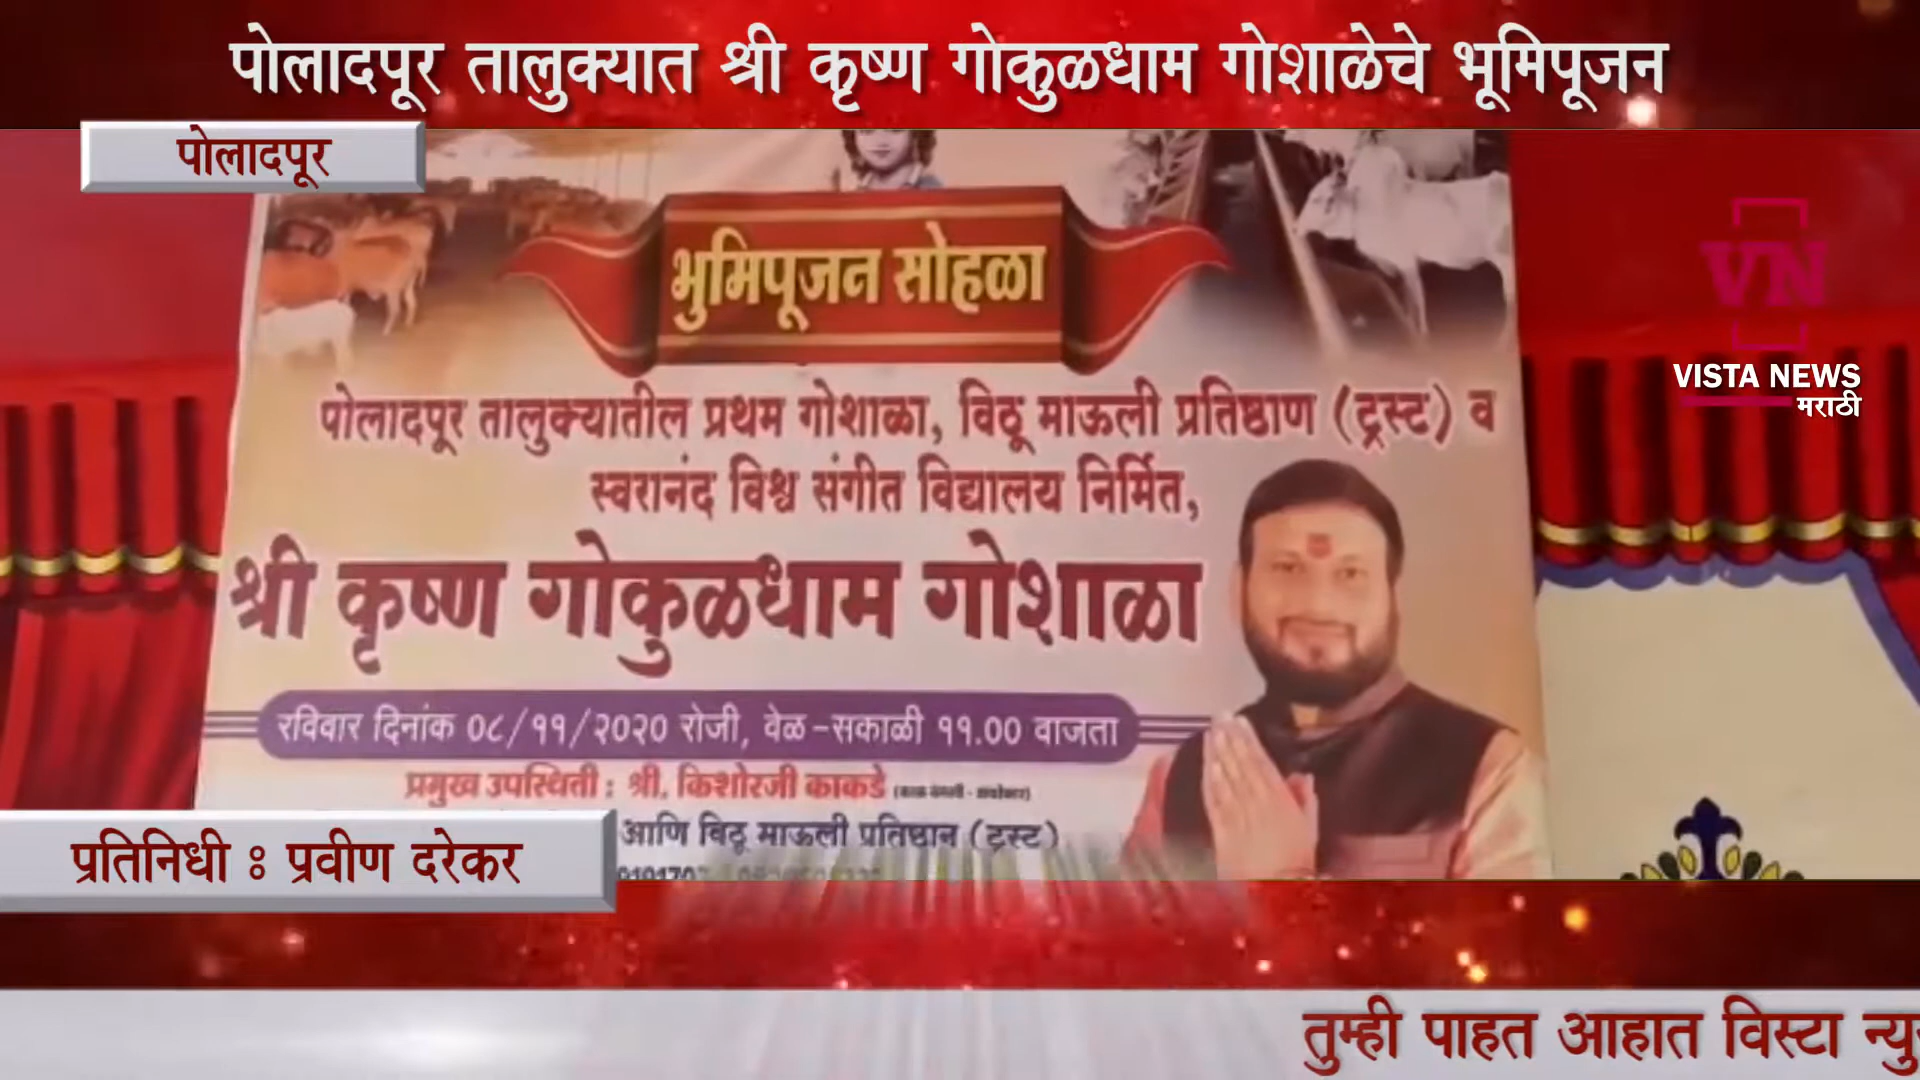 पोलादपूर तालुक्यात श्री कृष्ण गोकुळधाम गोशाळेचे भूमिपूजन
पोलादपूर
भुमिपूजन सोहळा
VN
VISTA NEWS
मराठी
पोलादपूर तालुक्यातील प्रथम गोशाळा, विठू माऊली प्रतिष्ठाण (ट्रस्ट) व
स्वरानंद विश्व संगीत विद्यालय निर्मित,
श्री कृष्ण गोकुळधाम गोशाळा
रविवार दिनांक ०८/११/२०२० रोजी, वेळ -सकाळी ११.00 वाजता
प्रमुख उपस्थिती : श्री. किशोरजी काकडे
आणि विठू माऊली प्रतिष्ठान (ट्रस्ट)
प्रतिनिधी : प्रवीण दरेकर
तुम्ही पाहत आहात विस्टा